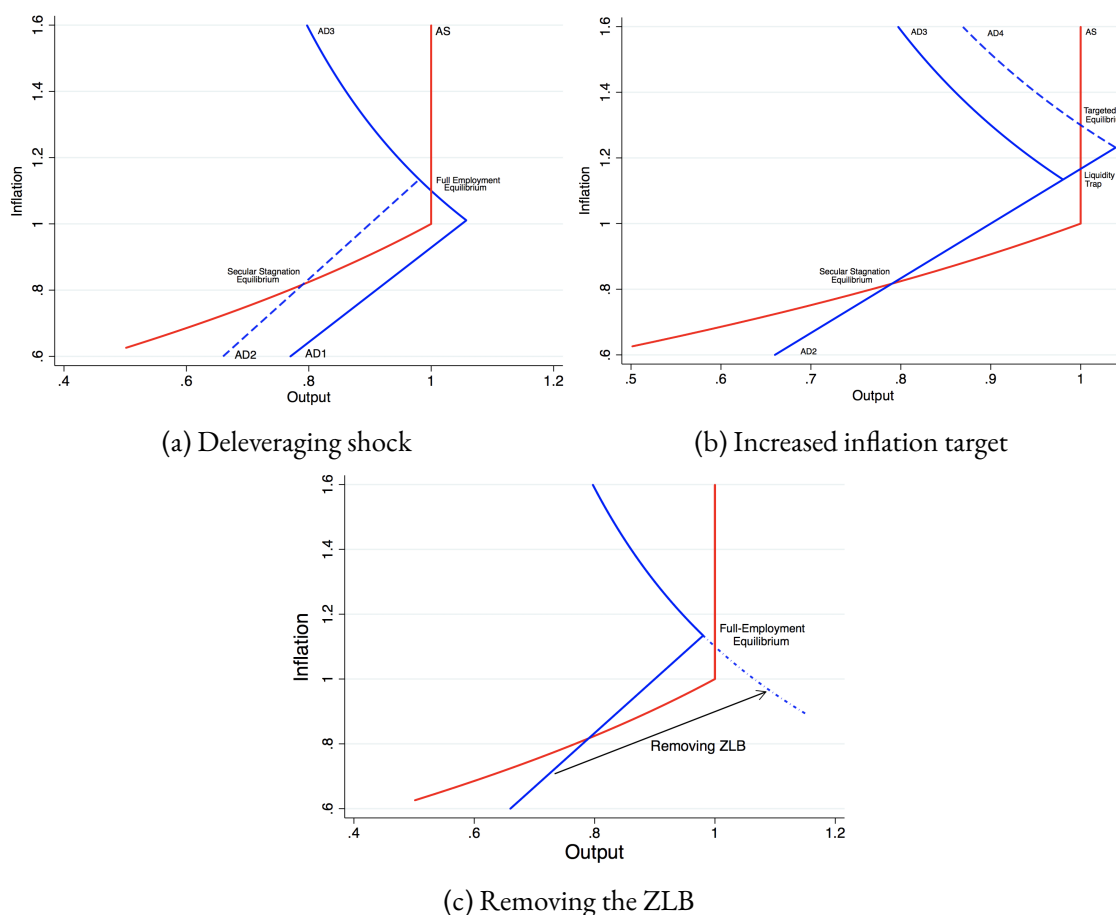 1.6
1.4
1.2
1
.8
.6
Inflation
AD3
AS
Full Employment
Equilibrium
Secular Stagnation
Equilibrium
AD2
AD1
.4
.6
.8
1
1.2
Output
(a) Deleveraging shock
1.6
1.4
1.2
1
.8
.6
Inflation
AD3
AD4
AS
Targeted
Equilibri
Liquidity
Trap
Secular Stagnation
Equilibrium
AD2
.5
.6
.7
.8
.9
1
Output
(b) Increased inflation target
1.6
1.4
1.2
1
.8
.6
Inflation
Full-Employment
Equilibrium
Removing ZLB
.4
.6
.8
1
1.2
Output
(c) Removing the ZLB